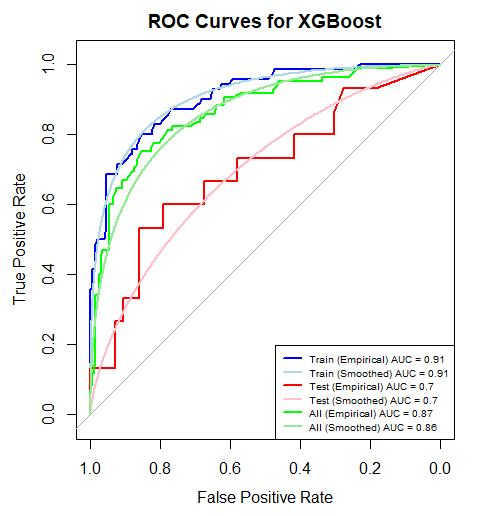 ROC Curves for XGBoost
True Positive Rate
1.0
0.8
0.6
0.4
0.2
0.0
Train (Empirical) AUC = 0.91
Train (Smoothed) AUC = 0.91
Test (Empirical) AUC = 0.7
Test (Smoothed) AUC = 0.7
All (Empirical) AUC = 0.87
All (Smoothed) AUC = 0.86
1.0 0.8 0.6 0.4 0.2 0.0
False Positive Rate